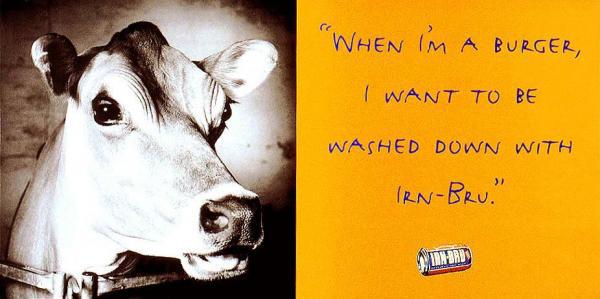 "WHEN I'M A BURGER,
I WANT TO BE
WASHED DOWN WITH
IRN-BRU."
IRN-BRU